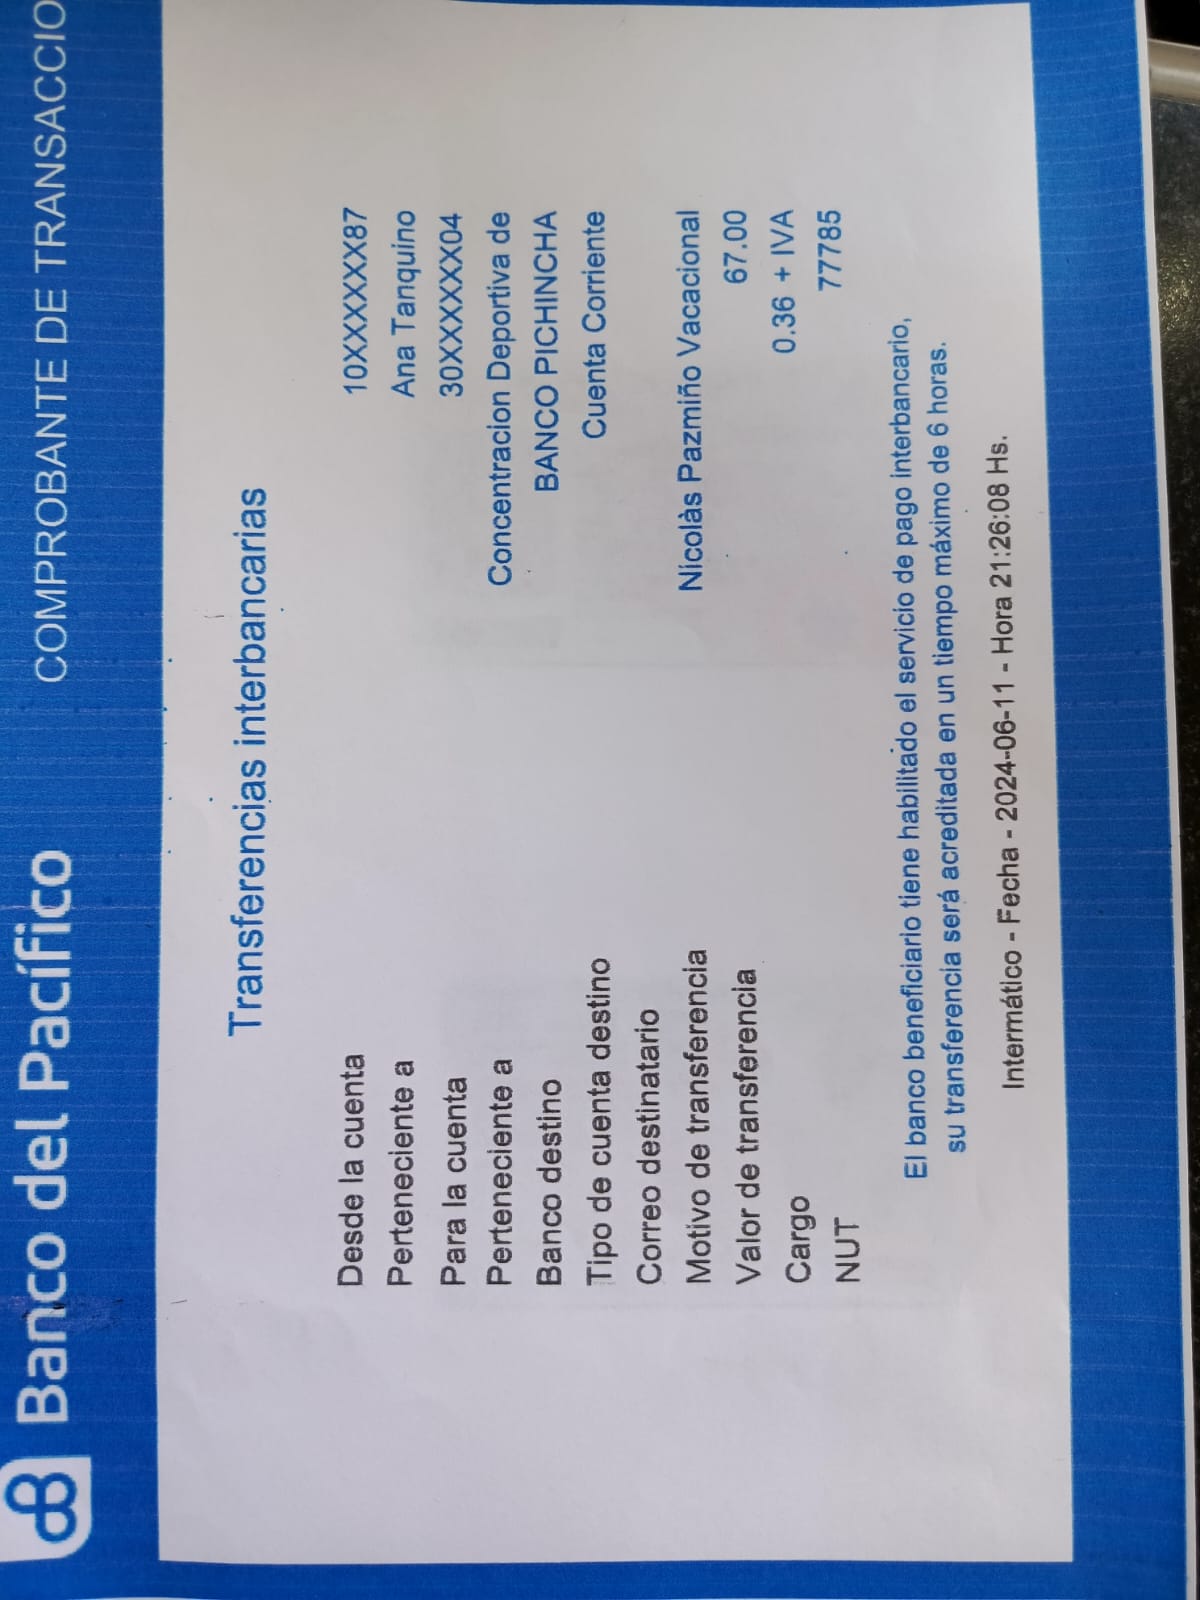 Banco del Pacífico COMPROBANTE DE TRANSACCIO
Transferencias interbancarias
Desde la cuenta 10XXXXXX87
Perteneciente a Ana Tanquino
Para la cuenta 30XXXXXX04
Perteneciente a Concentracion Deportiva de
Banco destino BANCO PICHINCHA
Tipo de cuenta destino Cuenta Corriente
Correo destinatario
Motivo de transferencia Nicolàs Pazmiño Vacacional
Valor de transferencia 67.00
Cargo 0.36 + IVA
NUT 77785
El banco beneficiario tiene habilitado el servicio de pago interbancario,
su transferencia será acreditada en un tiempo máximo de 6 horas.
Intermático - Fecha - 2024-06-11 - Hora 21:26:08 Hs.